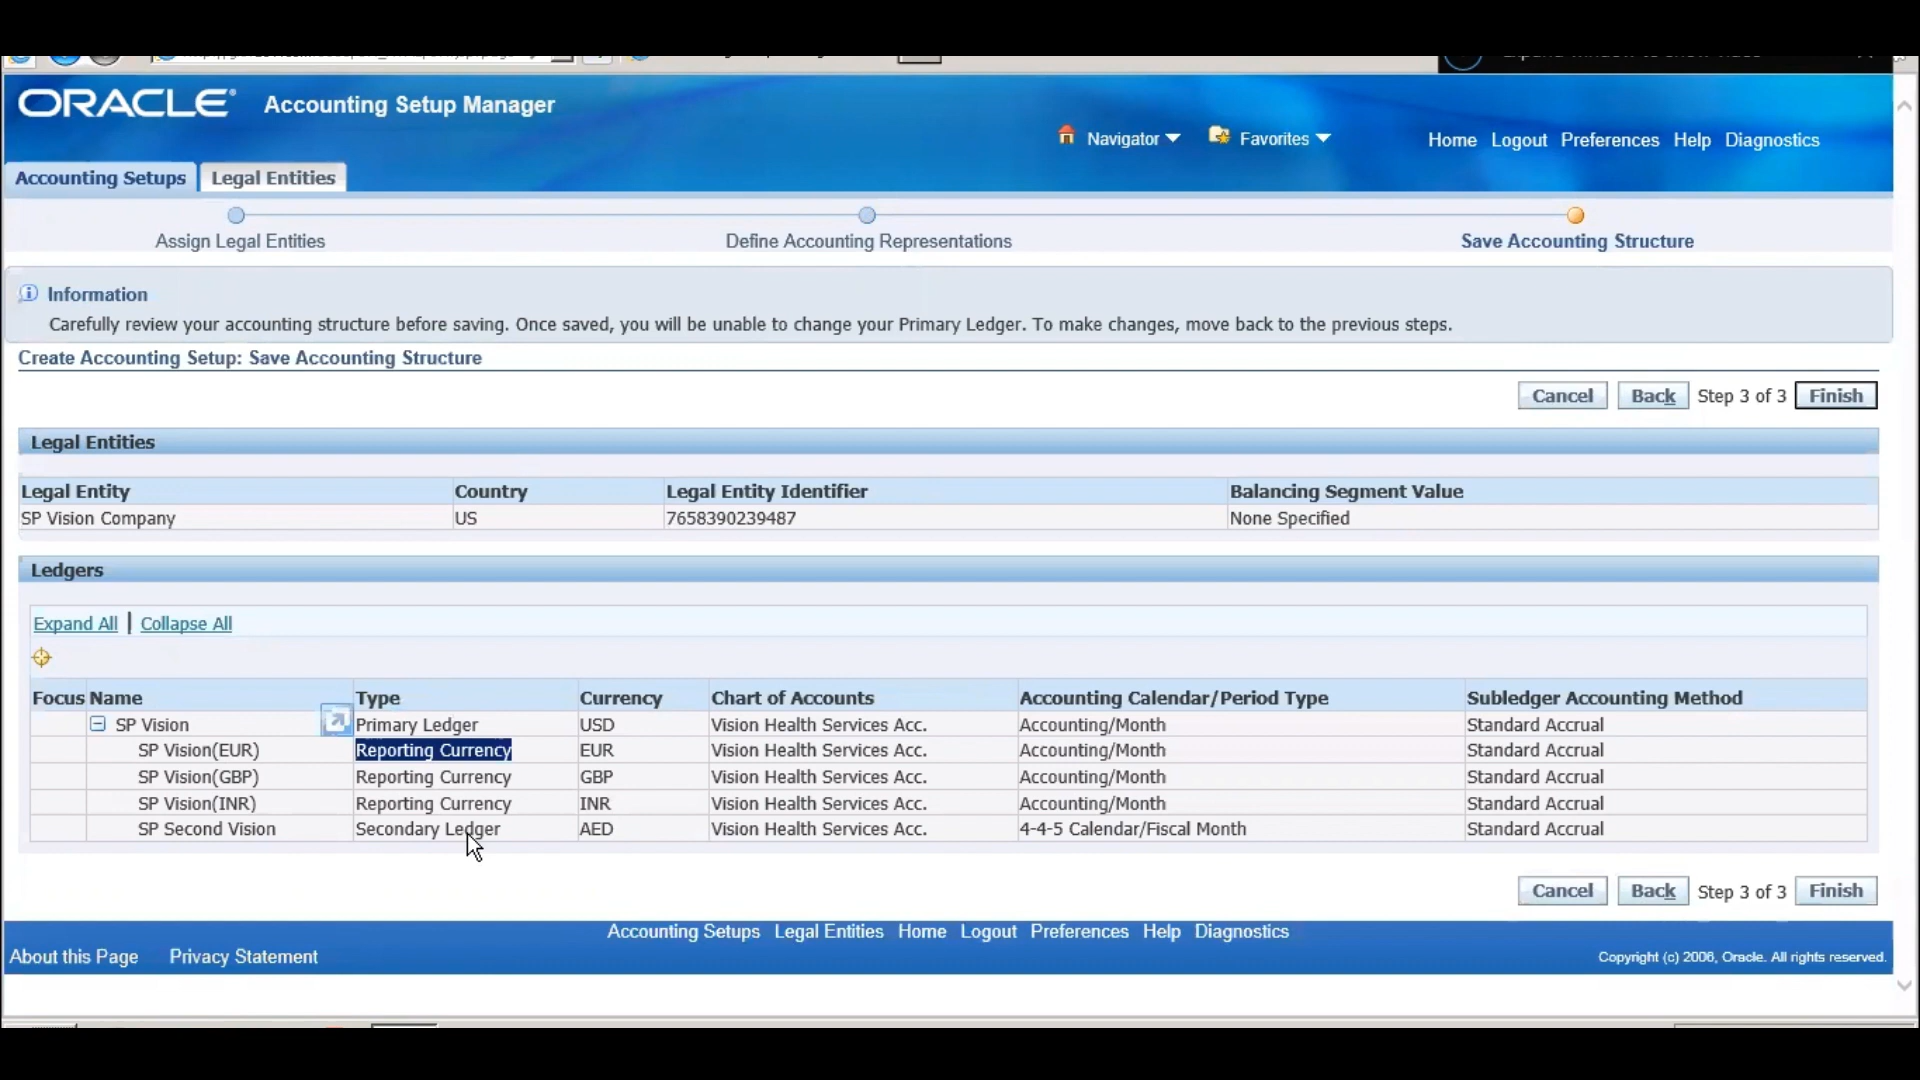 ORACLE® Accounting Setup Manager
Navigator Favorites Home Logout Preferences Help Diagnostics
Accounting Setups Legal Entities
Assign Legal Entities Define Accounting Representations Save Accounting Structure
Information
Carefully review your accounting structure before saving. Once saved, you will be unable to change your Primary Ledger. To make changes, move back to the previous steps.
Create Accounting Setup: Save Accounting Structure
Cancel Back Step 3 of 3 Finish
Legal Entities
Legal Entity Country Legal Entity Identifier Balancing Segment Value
SP Vision Company US 7658390239487 None Specified
Ledgers
Expand All | Collapse All
Focus Name Type Currency Chart of Accounts Accounting Calendar/Period Type Subledger Accounting Method
SP Vision Primary Ledger USD Vision Health Services Acc. Accounting/Month Standard Accrual
SP Vision(EUR) Reporting Currency EUR Vision Health Services Acc. Accounting/Month Standard Accrual
SP Vision(GBP) Reporting Currency GBP Vision Health Services Acc. Accounting/Month Standard Accrual
SP Vision(INR) Reporting Currency INR Vision Health Services Acc. Accounting/Month Standard Accrual
SP Second Vision Secondary Ledger AED Vision Health Services Acc. 4-4-5 Calendar/Fiscal Month Standard Accrual
Cancel Back Step 3 of 3 Finish
Accounting Setups Legal Entities Home Logout Preferences Help Diagnostics
About this Page Privacy Statement Copyright (c) 2006, Oracle. All rights reserved.